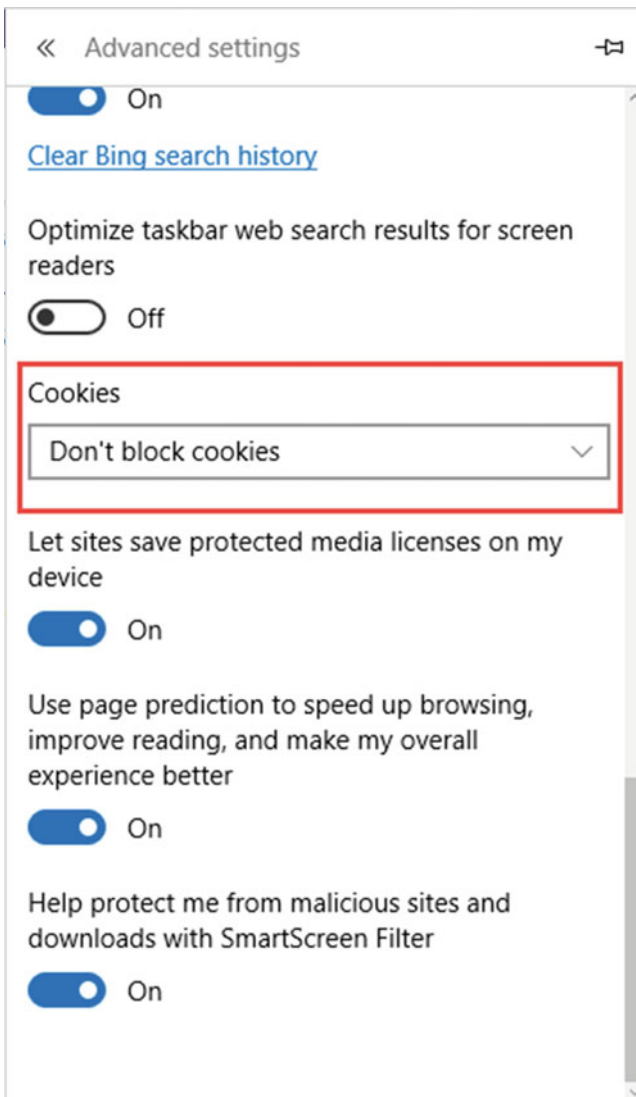 Advanced settings
On
Clear Bing search history
Optimize taskbar web search results for screen
readers
Off
Cookies
Don't block cookies
Let sites save protected media licenses on my
device
On
Use page prediction to speed up browsing,
improve reading, and make my overall
experience better
On
Help protect me from malicious sites and
downloads with SmartScreen Filter
On